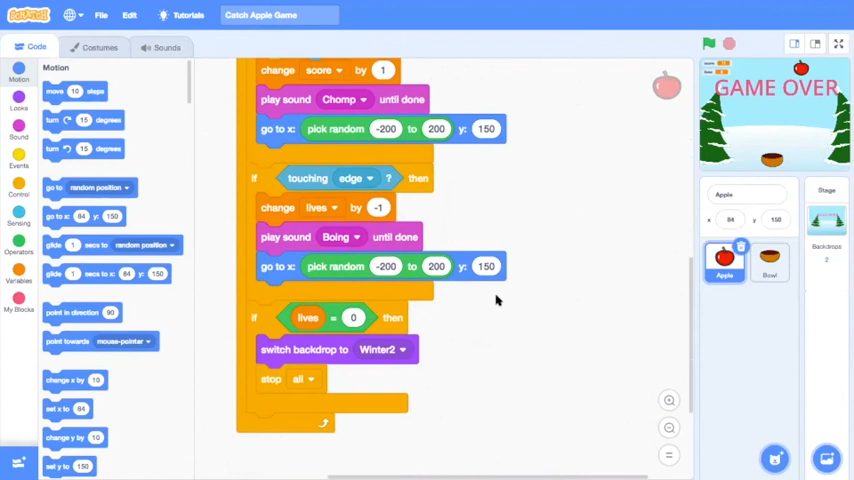 SCRATCH
File
Edit
Tutorials
Catch Apple Game
Code
Costumes
Sounds
Motion
Looks
Sound
Events
Control
Sensing
Operators
Variables
My Blocks
Motion
move 10 steps
turn 15 degrees
turn 15 degrees
go to random position
go to x: 84 y: 150
glide 1 secs to random position
glide 1 secs to x: 84 y: 150
point in direction 90
point towards mouse-pointer
change x by 10
set x to 84
change y by 10
set y to 150
change score by 1
play sound Chomp until done
go to x: pick random -200 to 200 y: 150
if touching edge ? then
change lives by -1
play sound Boing until done
go to x: pick random -200 to 200 y: 150
if lives = 0 then
switch backdrop to Winter2
stop all
GAME OVER
Sprite
Apple
x 84 y 150
Apple
Bowl
Stage
Backdrops
2